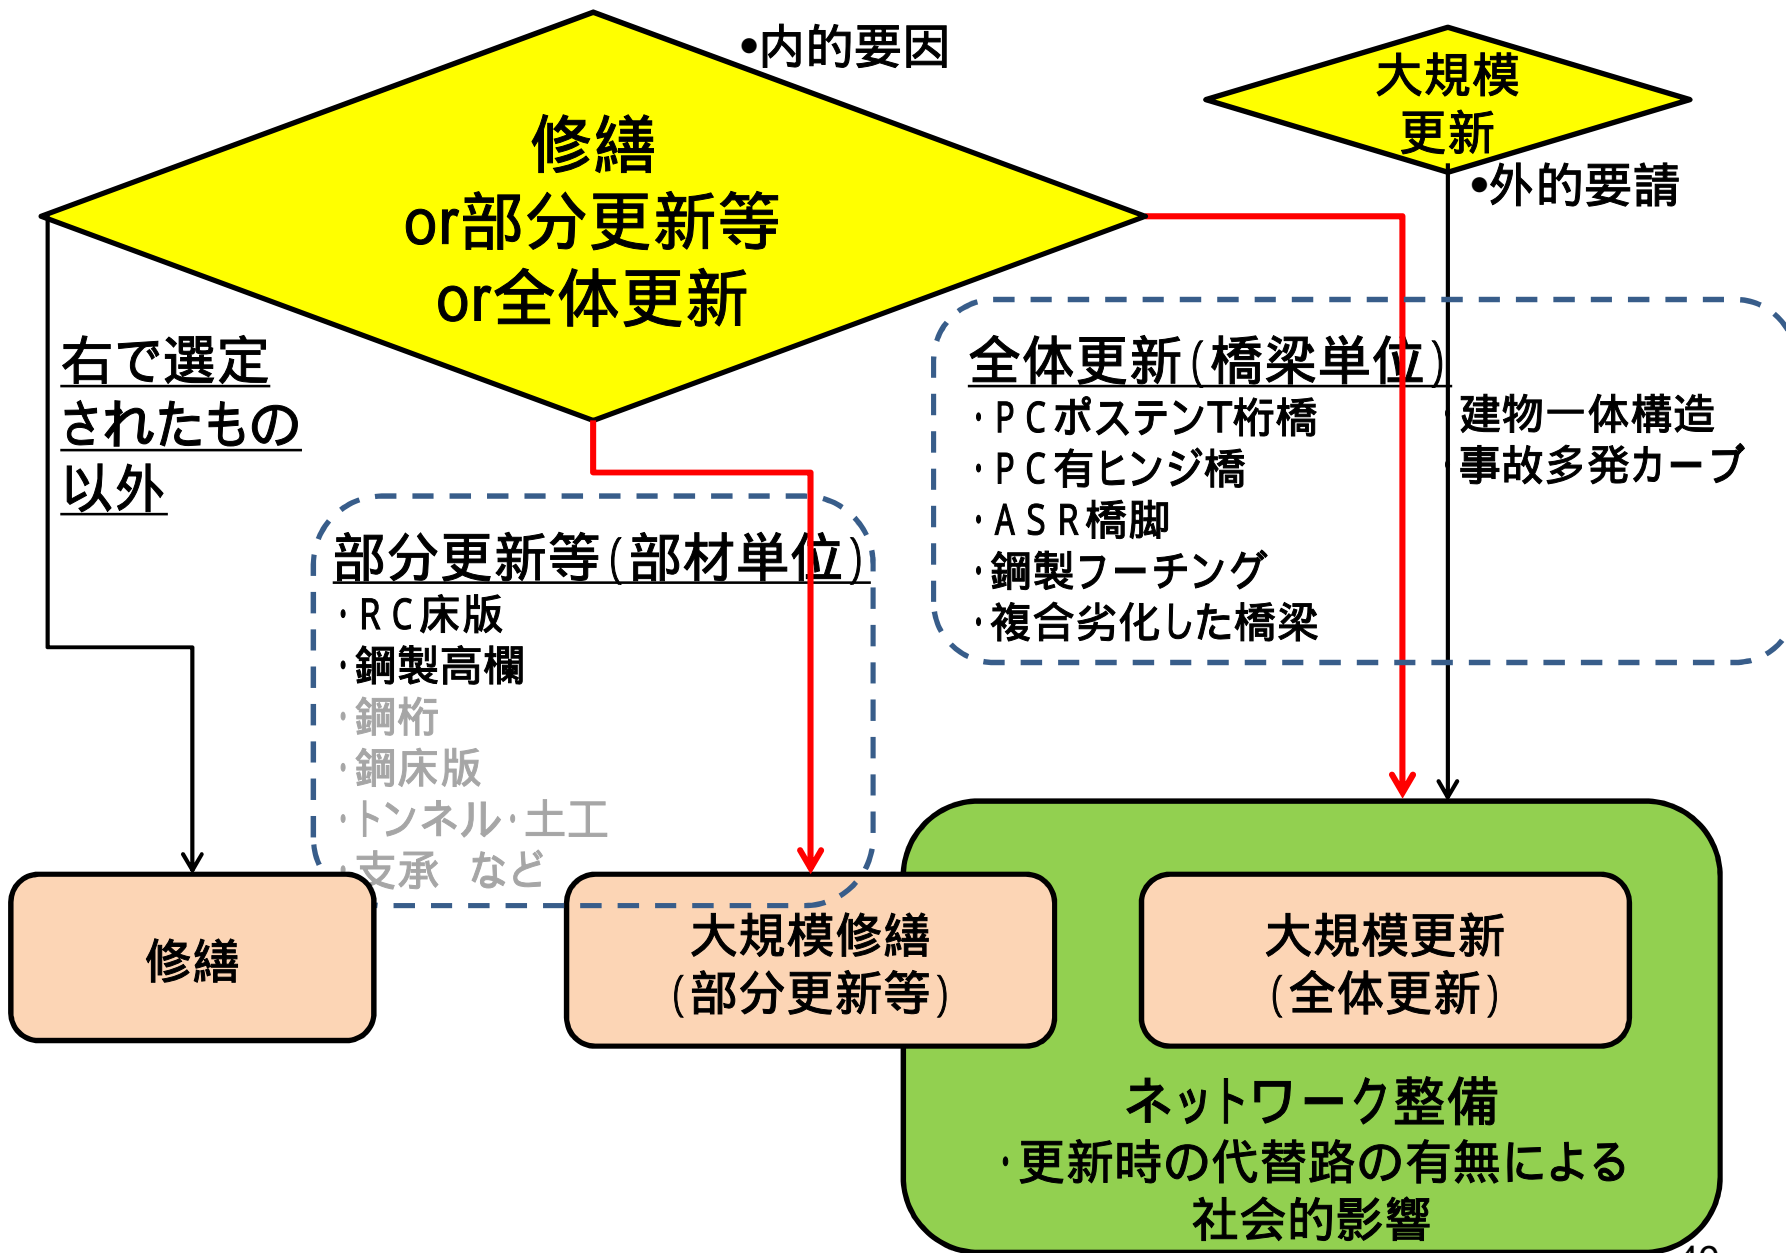 •内的要因
修繕
or部分更新等
or全体更新
大規模
更新
•外的要請
右で選定
されたもの
以外
部分更新等(部材単位)
・ＲＣ床版
・鋼製高欄
・鋼桁
・鋼床版
・トンネル・土工
・支承　など
全体更新(橋梁単位)
・ＰＣポステンT桁橋
・ＰＣ有ヒンジ橋
・ＡＳＲ橋脚
・鋼製フーチング
・複合劣化した橋梁
・建物一体構造
・事故多発カーブ
修繕
大規模修繕
(部分更新等)
大規模更新
(全体更新)
ネットワーク整備
・更新時の代替路の有無による
社会的影響